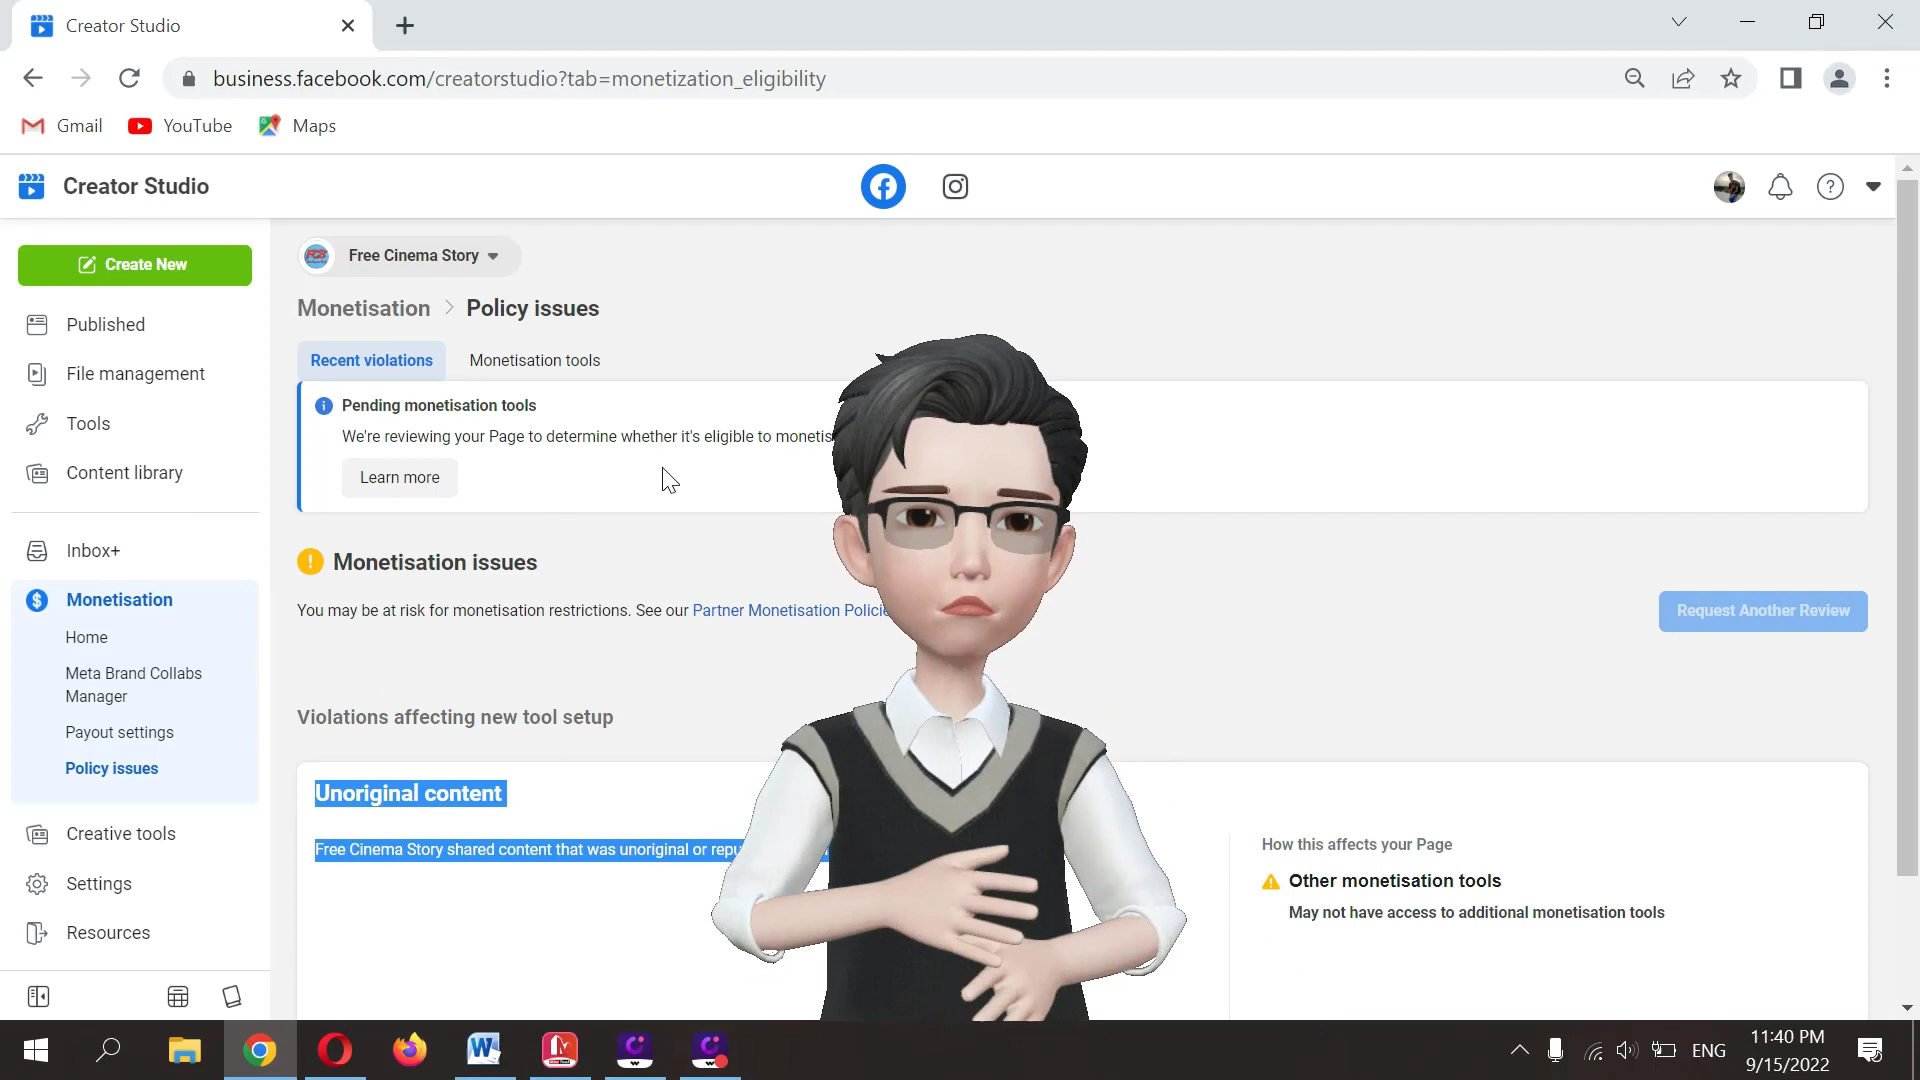 Creator Studio
business.facebook.com/creatorstudio?tab=monetization_eligibility
Gmail
YouTube
Maps
Creator Studio
Create New
Published
File management
Tools
Content library
Inbox+
Monetisation
Home
Meta Brand Collabs
Manager
Payout settings
Policy issues
Creative tools
Settings
Resources
Free Cinema Story
Monetisation > Policy issues
Recent violations
Monetisation tools
Pending monetisation tools
We're reviewing your Page to determine whether it's eligible to monetis
Learn more
Monetisation issues
You may be at risk for monetisation restrictions. See our Partner Monetisation Policie
Request Another Review
Violations affecting new tool setup
Unoriginal content
Free Cinema Story shared content that was unoriginal or repu
How this affects your Page
Other monetisation tools
May not have access to additional monetisation tools
ENG
11:40 PM
9/15/2022